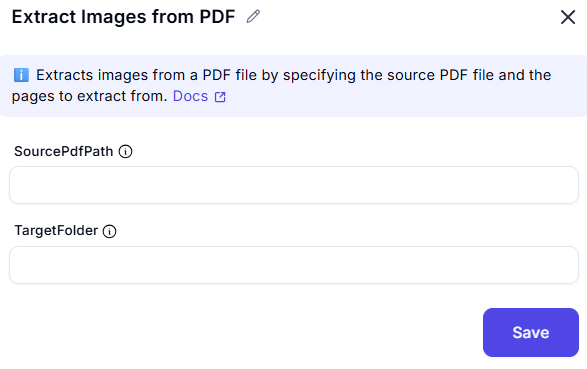 Extract Images from PDF
Extracts images from a PDF file by specifying the source PDF file and the
pages to extract from. Docs
SourcePdfPath
TargetFolder
Save